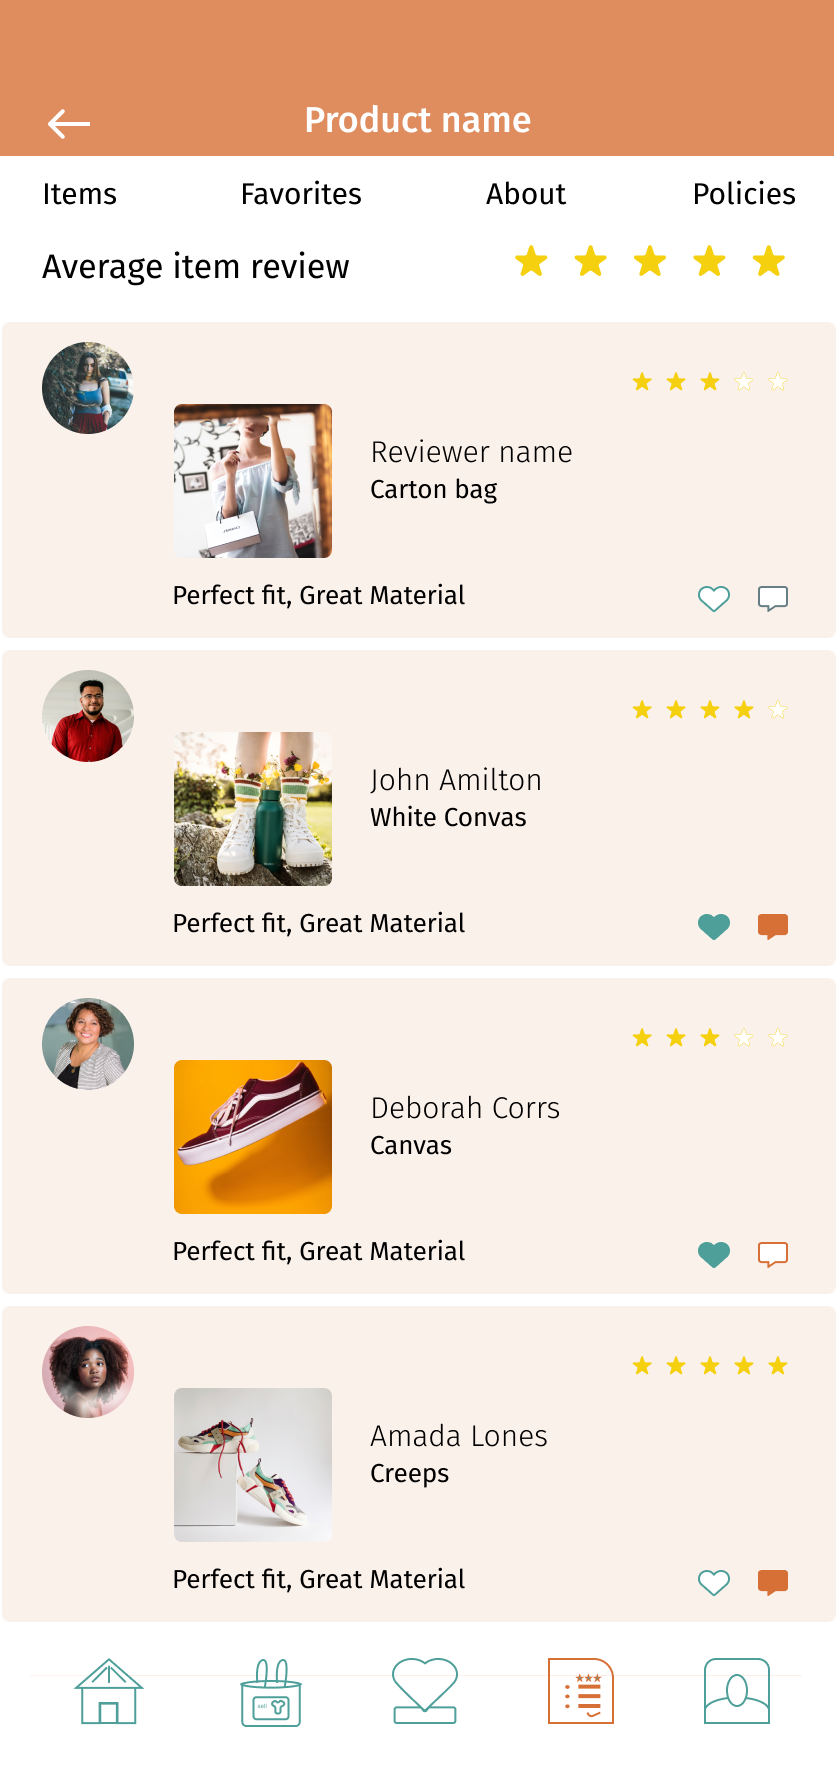 Product name
Items Favorites About Policies
Average item review
Reviewer name
Carton bag
Perfect fit, Great Material
John Amilton
White Convas
Perfect fit, Great Material
Deborah Corrs
Canvas
Perfect fit, Great Material
Amada Lones
Creeps
Perfect fit, Great Material
sell